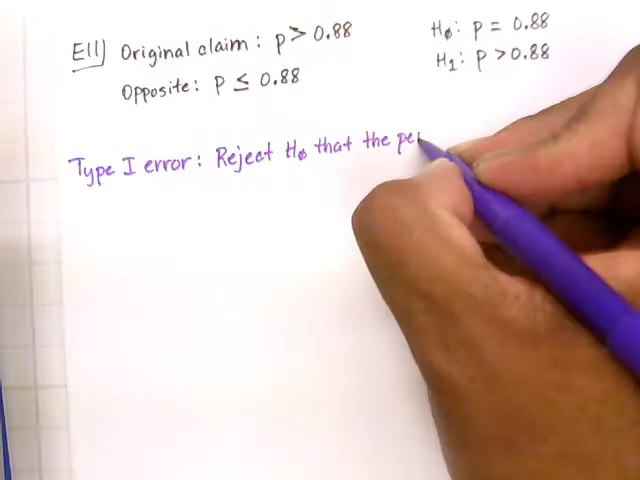 E11) Original claim: p > 0.88
Opposite: p ≤ 0.88
H₀: p = 0.88
H₁: p > 0.88
Type I error: Reject H₀ that the pe